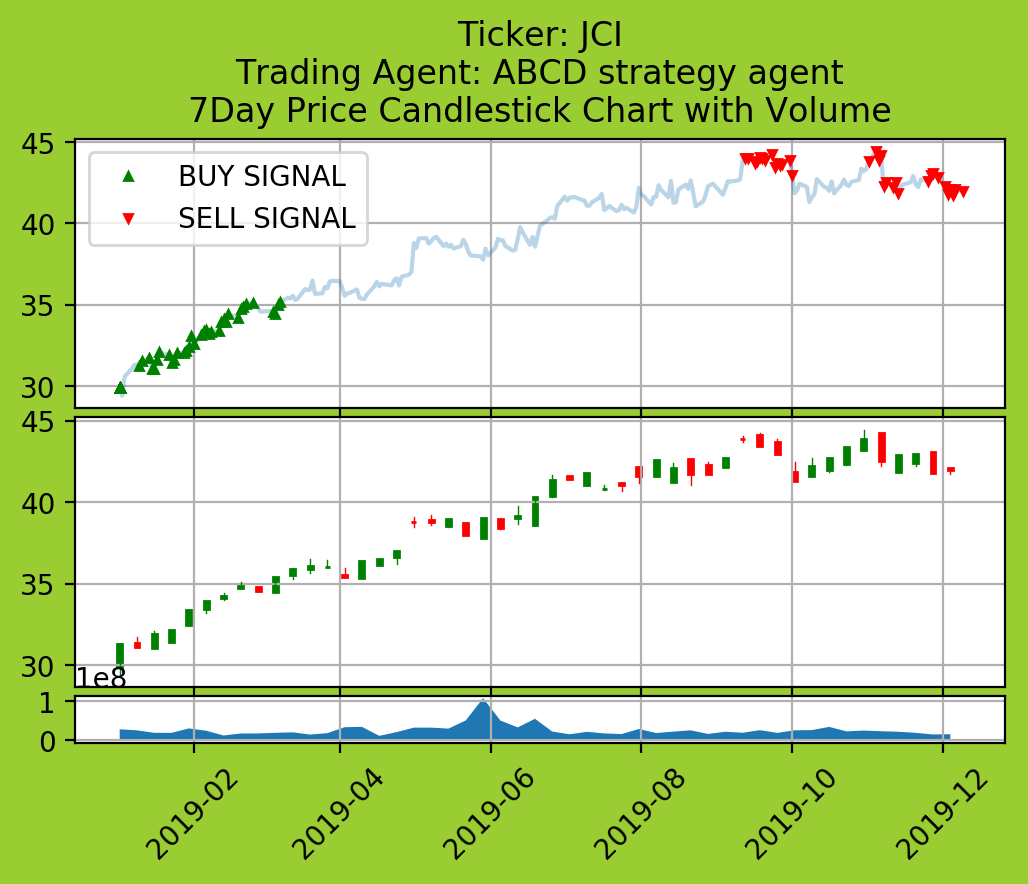 Ticker: JCI
Trading Agent: ABCD strategy agent
7Day Price Candlestick Chart with Volume
BUY SIGNAL
SELL SIGNAL
45
40
35
30
45
40
35
30
1e8
1
0
2019-02
2019-04
2019-06
2019-08
2019-10
2019-12